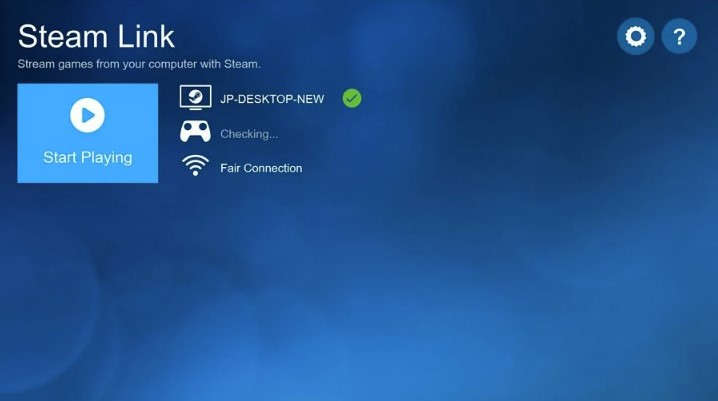 Steam Link
Stream games from your computer with Steam.
?
Start Playing
JP-DESKTOP-NEW
Checking...
Fair Connection